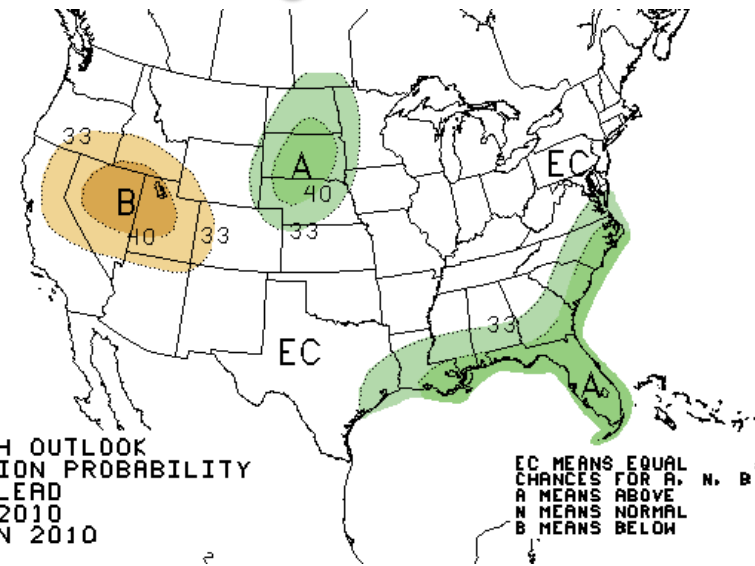 33
A
EC
B
40
40
33
33
33
EC
A
H OUTLOOK
ION PROBABILITY
LEAD
2010
N 2010
EC MEANS EQUAL
CHANCES FOR A, N, B
A MEANS ABOVE
N MEANS NORMAL
B MEANS BELOW